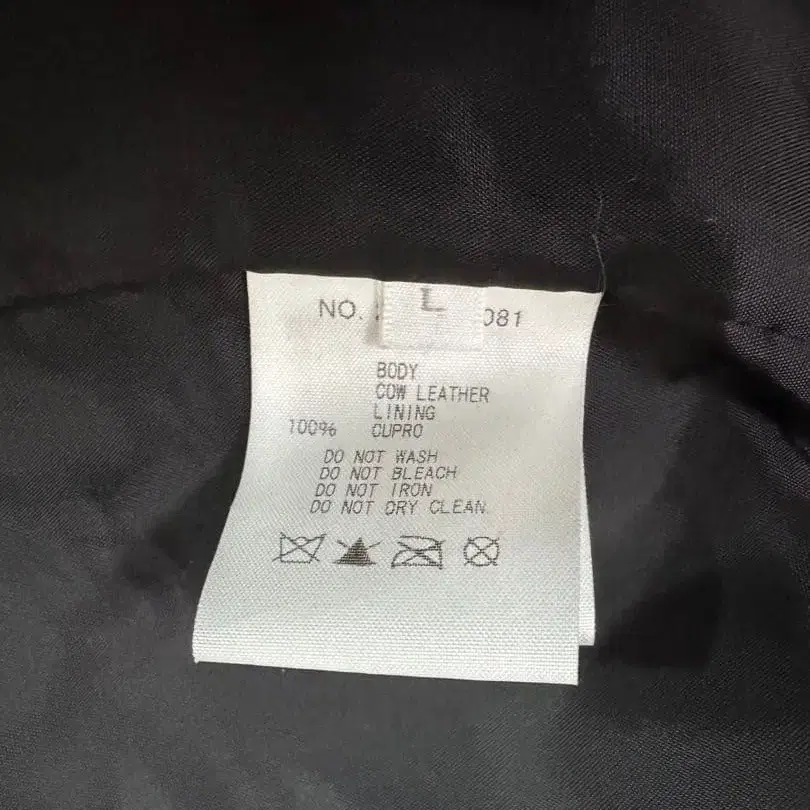 L
NO. 081
BODY
COW LEATHER
LINING
100% CUPRO
DO NOT WASH
DO NOT BLEACH
DO NOT IRON
DO NOT DRY CLEAN.